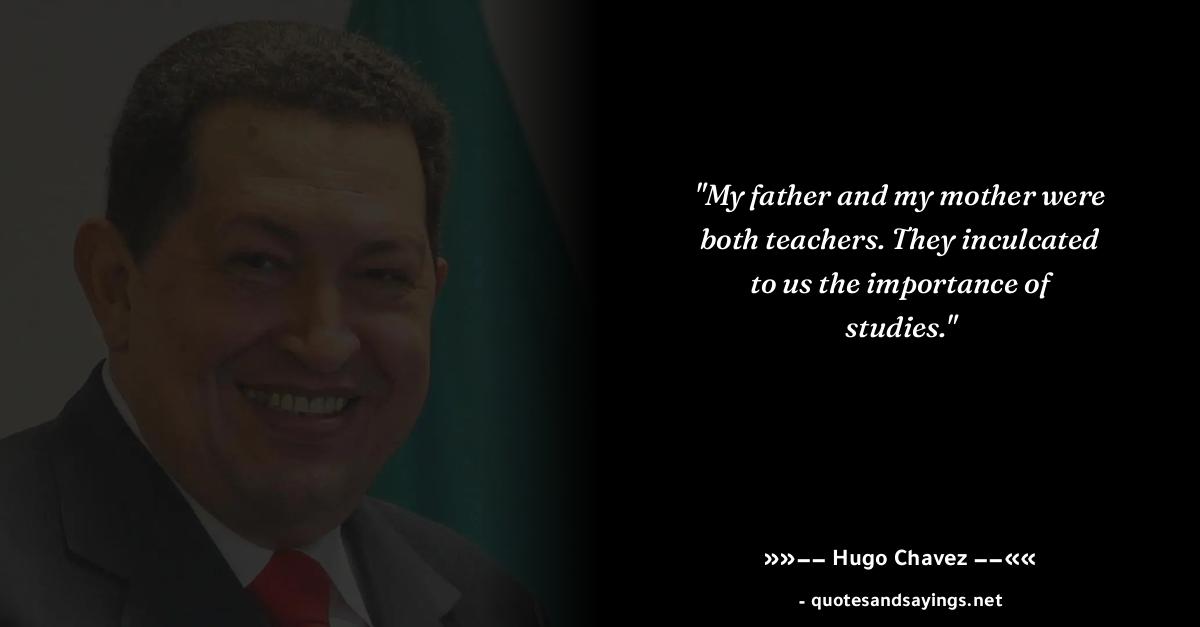 "My father and my mother were
both teachers. They inculcated
to us the importance of
studies."
»»−− Hugo Chavez −−««
- quotesandsayings.net